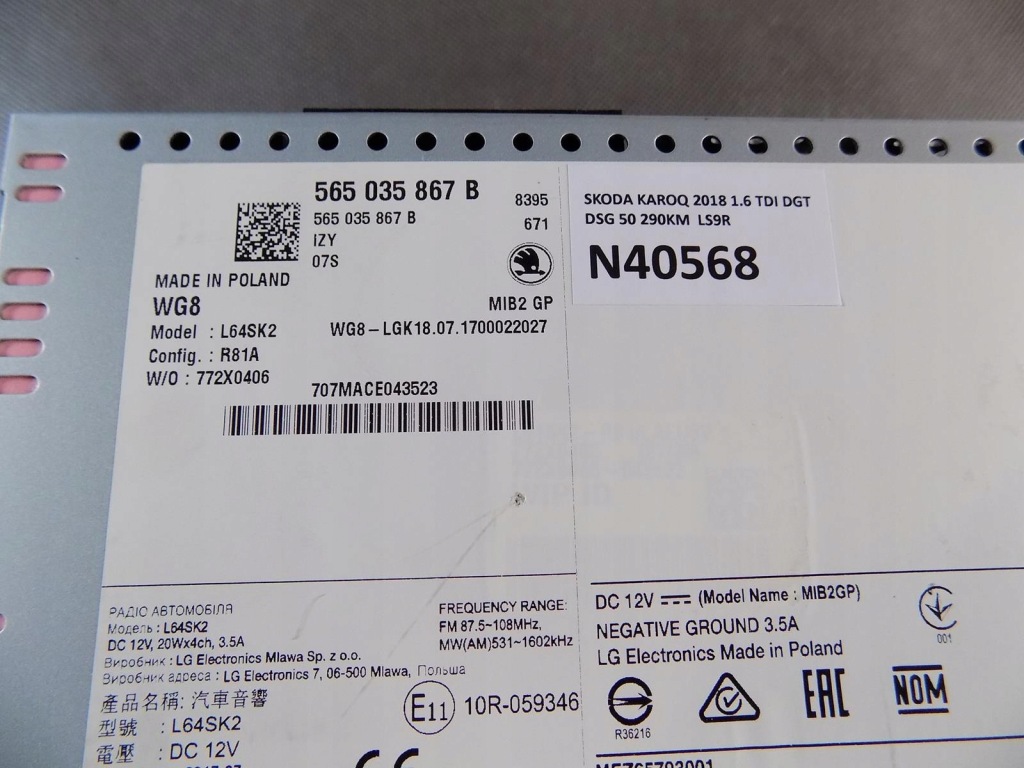 565 035 867 B
565 035 867 B
IZY
07S
8395
671
MADE IN POLAND
WG8
MIB2 GP
Model : L64SK2
WG8-LGK18.07.1700022027
Config. : R81A
W/O : 772X0406
707MACE043523
SKODA KAROQ 2018 1.6 TDI DGT
DSG 50 290KM LS9R
N40568
РАДІО АВТОМОБІЛЯ
Модель : L64SK2
DC 12V, 20Wx4ch, 3.5A
Виробник : LG Electronics Mlawa Sp. z o.o.
Виробник адреса : LG Electronics 7, 06-500 Mlawa, Польша
FREQUENCY RANGE:
FM 87.5~108MHz,
MW(AM)531~1602kHz
產品名稱: 汽車音響
型號 : L64SK2
電壓 : DC 12V
E11 10R-059346
DC 12V (Model Name : MIB2GP)
NEGATIVE GROUND 3.5A
LG Electronics Made in Poland
001
R36216
EAC
NOM